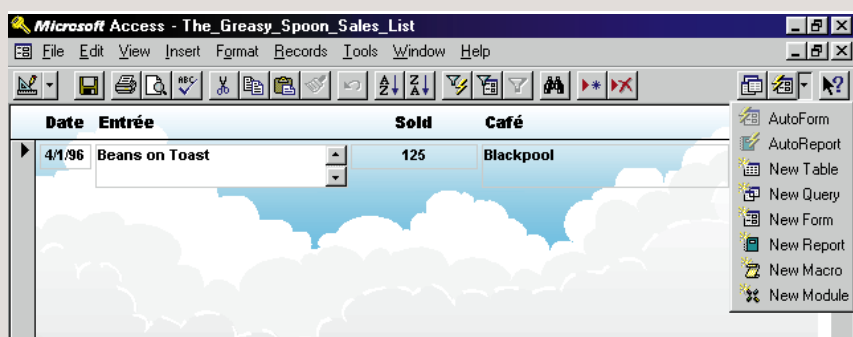 Microsoft Access - The_Greasy_Spoon_Sales_List
File Edit View Insert Format Records Tools Window Help
ABC A Z Z A ?
Date Entrée Sold Café
4/1/96 Beans on Toast 125 Blackpool
AutoForm
AutoReport
New Table
New Query
New Form
New Report
New Macro
New Module